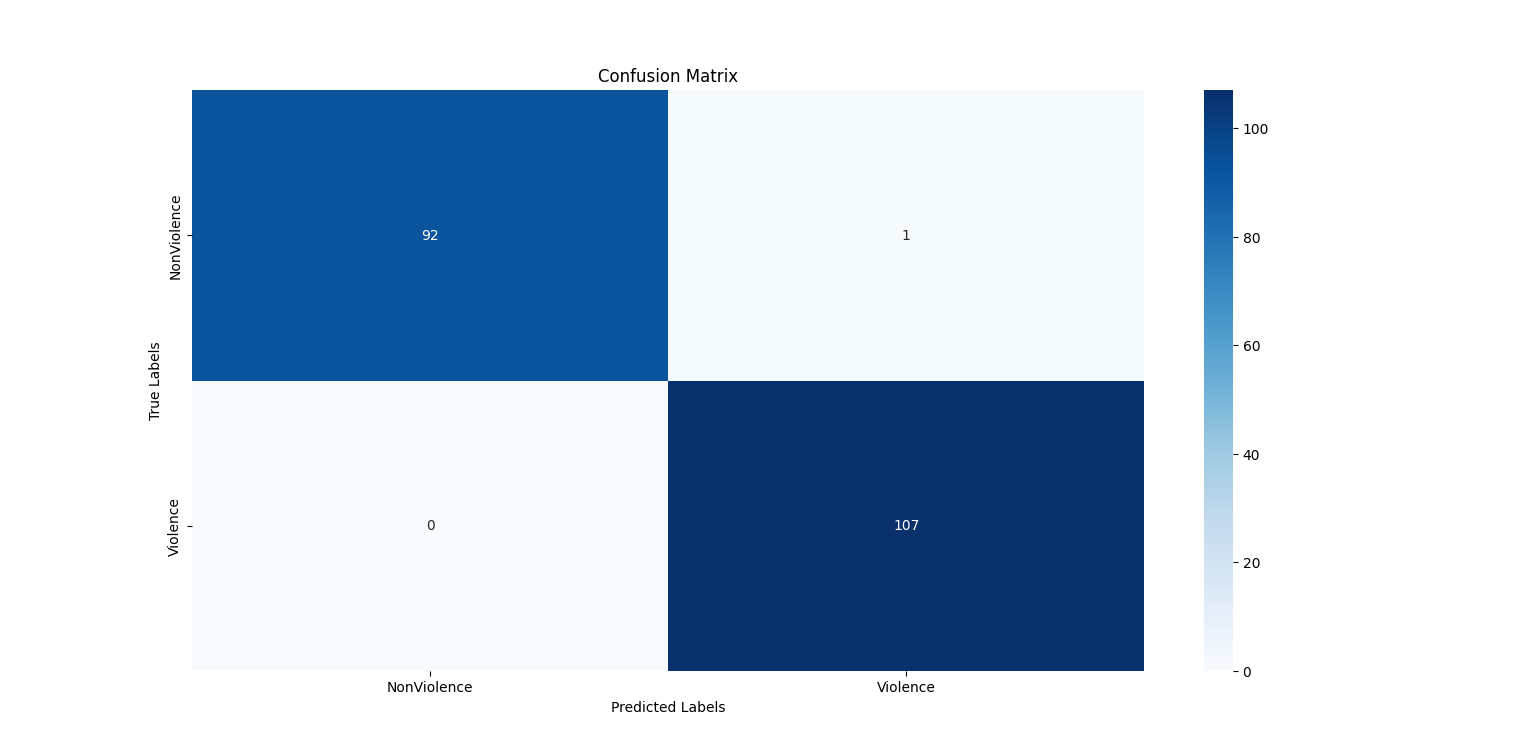 Confusion Matrix
NonViolence
92
1
100
80
60
40
20
0
True Labels
Violence
0
107
NonViolence
Violence
Predicted Labels